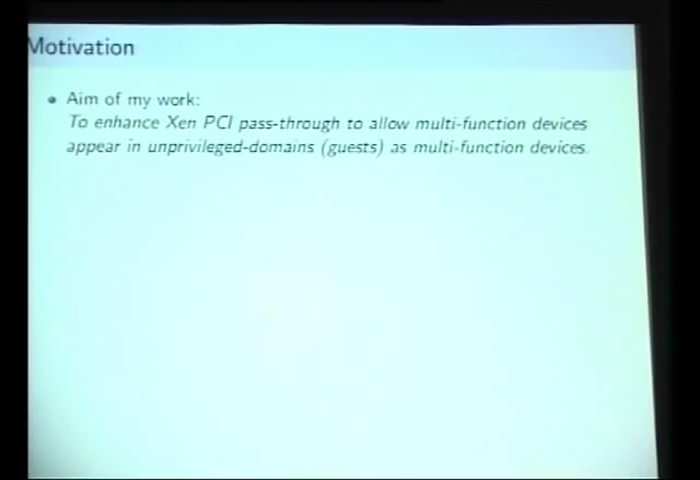 Motivation
Aim of my work:
To enhance Xen PCI pass-through to allow multi-function devices
appear in unprivileged-domains (guests) as multi-function devices.